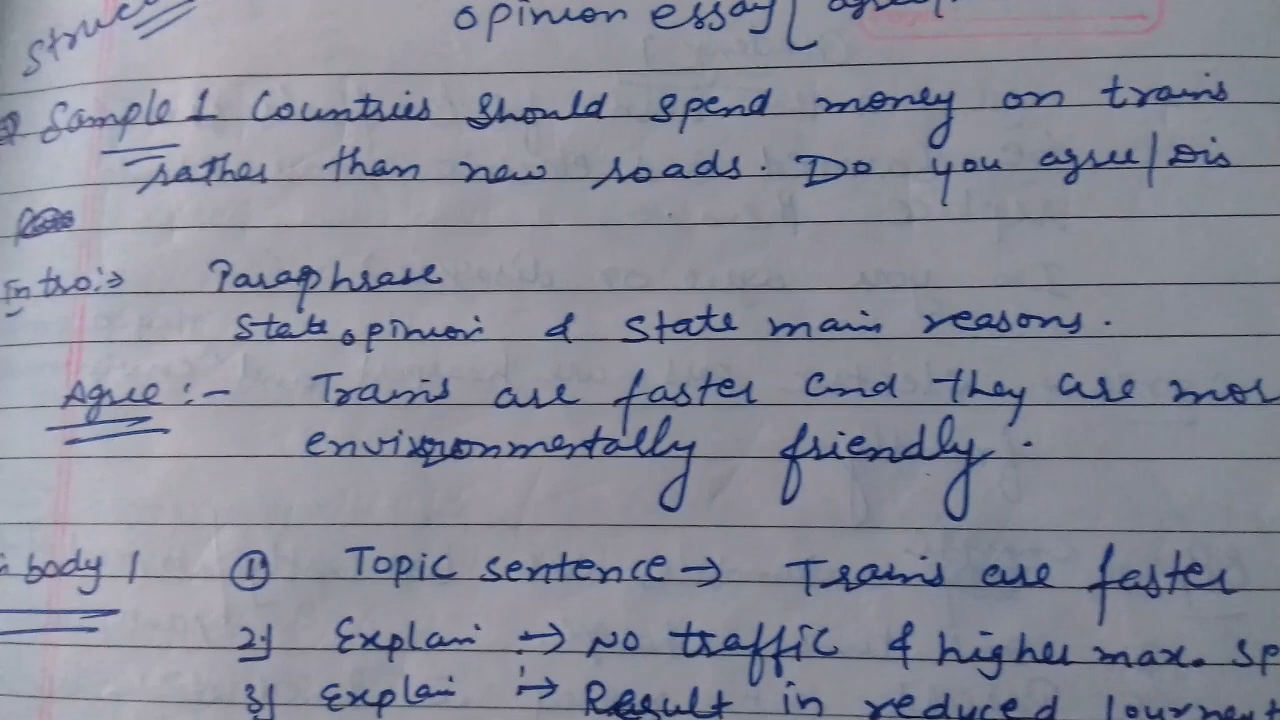 opinion essay
Sample 1 Countries should spend money on trains
rather than new roads. Do you agree/Dis
Intro:->
Paraphrase
State opinion & state main reasons.
Agree :- Trains are faster and they are mor
environmentally friendly.
body 1 ① Topic sentence → Trains are faster
2) Explain :→ No traffic & higher max. sp
3) Explai :→ Result in reduced